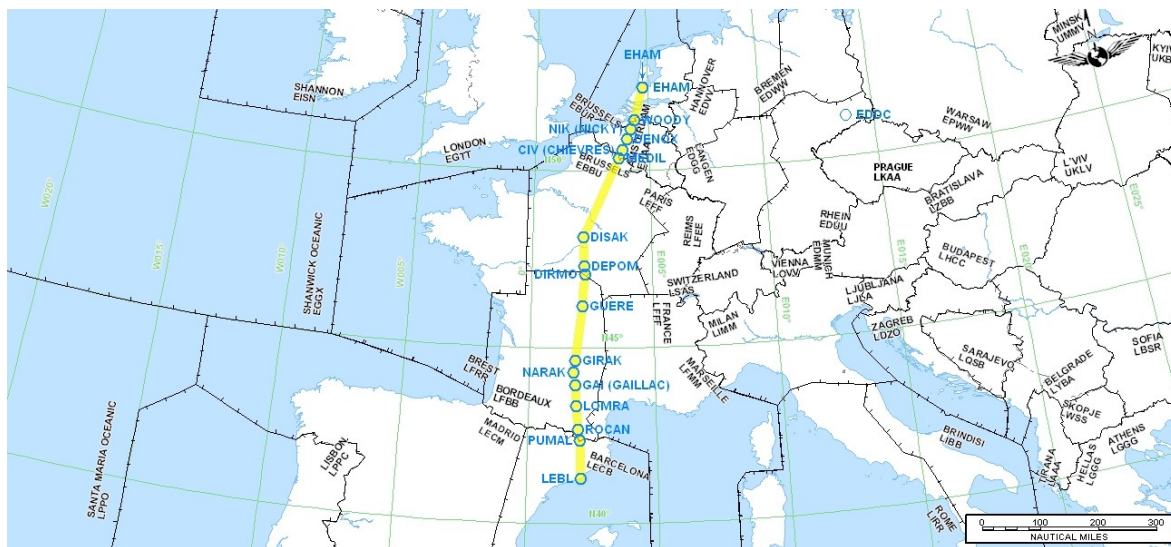 MINSK
UMMV
KYIV
UKBV
EHAM
EHAM
HANNOVER
EDVV
BREMEN
EDWW
SHANNON
EISN
BRUSSELS
EBUR
WOODY
NIK (NICKY)
DENOX
EDDC
WARSAW
EPWW
LONDON
EGTT
CIV (CHIEVRES)
MEDIL
N50°
BRUSSELS
EBBU
LANGEN
EDGG
PRAGUE
LKAA
L'VIV
UKLV
W020°
BRATISLAVA
LZBB
E025°
PARIS
LFFF
REIMS
LFEE
RHEIN
EDUU
W015°
W010°
W005°
0°
DISAK
E005°
MUNICH
EDMM
E015°
BUDAPEST
LHCC
E020°
SHANWICK OCEANIC
EGGX
DEPOM
DIRMO
VIENNA
LOVV
SWITZERLAND
LSAS
E010°
LJUBLJANA
LJLA
GUERE
FRANCE
LFFF
MILAN
LIMM
ZAGREB
LDZO
SOFIA
LBSR
N45°
BREST
LFRR
GIRAK
NARAK
GAI (GAILLAC)
MARSEILLE
LFMM
SARAJEVO
LQSB
BELGRADE
LYBA
BORDEAUX
LFBB
LOMRA
SKOPJE
LWSS
SANTA MARIA OCEANIC
LPPO
LISBON
LPPC
MADRID
LECM
ROCAN
PUMAL
BRINDISI
LIBB
ATHENS
LGGG
BARCELONA
LECB
TIRANA
LAAA
HELLAS
LGGG
LEBL
N40°
ROME
LIRR
0 100 200 300
NAUTICAL MILES